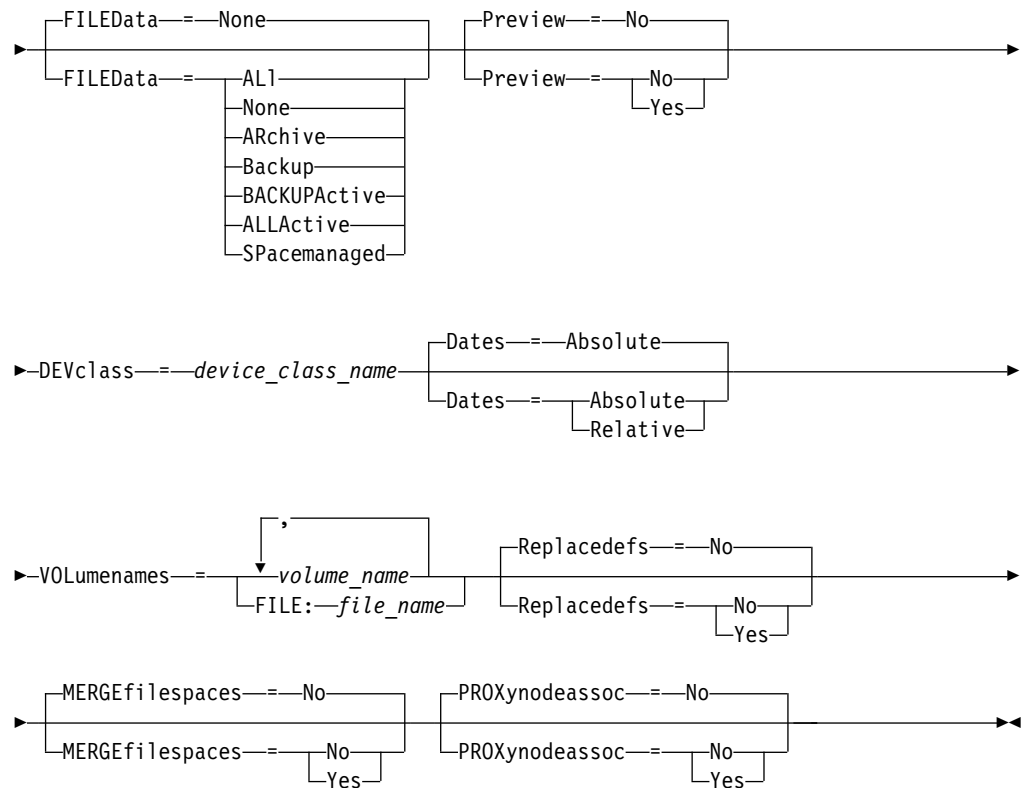 FILEData = None Preview = No
FILEData = ALl Preview = No
None Yes
ARchive
Backup
BACKUPActive
ALLActive
SPacemanaged
Dates = Absolute
DEVclass = device_class_name
Dates = Absolute
Relative
,
Replacedefs = No
VOLumenames = volume_name
FILE: file_name Replacedefs = No
Yes
MERGEfilespaces = No PROXynodeassoc = No
MERGEfilespaces = No PROXynodeassoc = No
Yes Yes